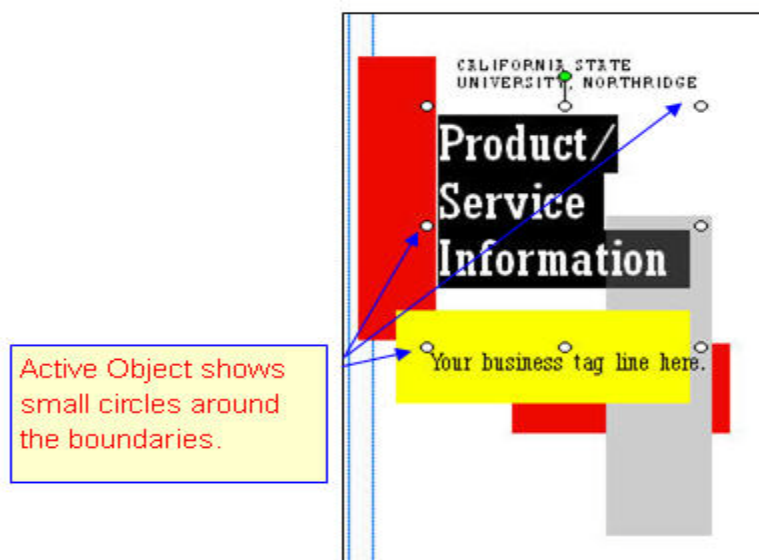 CALIFORNIA STATE
UNIVERSITY, NORTHRIDGE
Product/
Service
Information
Your business tag line here.
Active Object shows
small circles around
the boundaries.